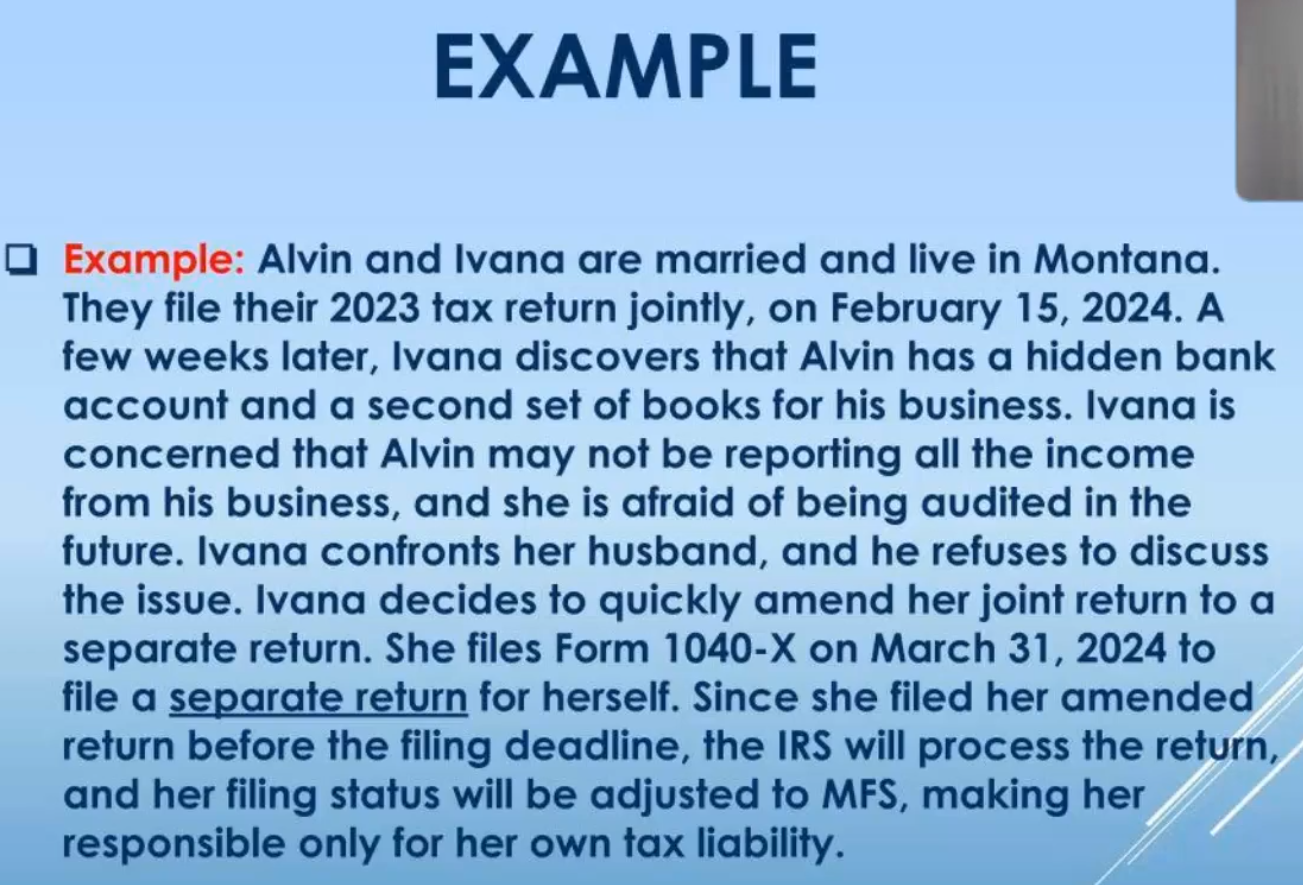 EXAMPLE
Example: Alvin and Ivana are married and live in Montana.
They file their 2023 tax return jointly, on February 15, 2024. A
few weeks later, Ivana discovers that Alvin has a hidden bank
account and a second set of books for his business. Ivana is
concerned that Alvin may not be reporting all the income
from his business, and she is afraid of being audited in the
future. Ivana confronts her husband, and he refuses to discuss
the issue. Ivana decides to quickly amend her joint return to a
separate return. She files Form 1040-X on March 31, 2024 to
file a separate return for herself. Since she filed her amended
return before the filing deadline, the IRS will process the return,
and her filing status will be adjusted to MFS, making her
responsible only for her own tax liability.